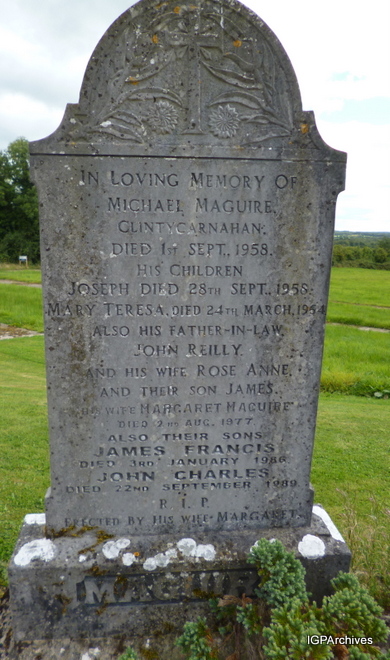 In Loving Memory Of
Michael Maguire,
Clintycarnahan.
Died 1st Sept., 1958.
His Children
Joseph Died 28th Sept., 1958.
Mary Teresa, Died 24th March, 1954
Also His Father-In-Law,
John Reilly
And His Wife Rose Anne,
And Their Son James.
His Wife Margaret Maguire
Died 2nd Aug. 1977.
Also Their Sons
James Francis
Died 3rd January 1986
John Charles
Died 22nd September 1989
R.I.P.
Erected By His Wife Margaret.
Maguire
IGPArchives